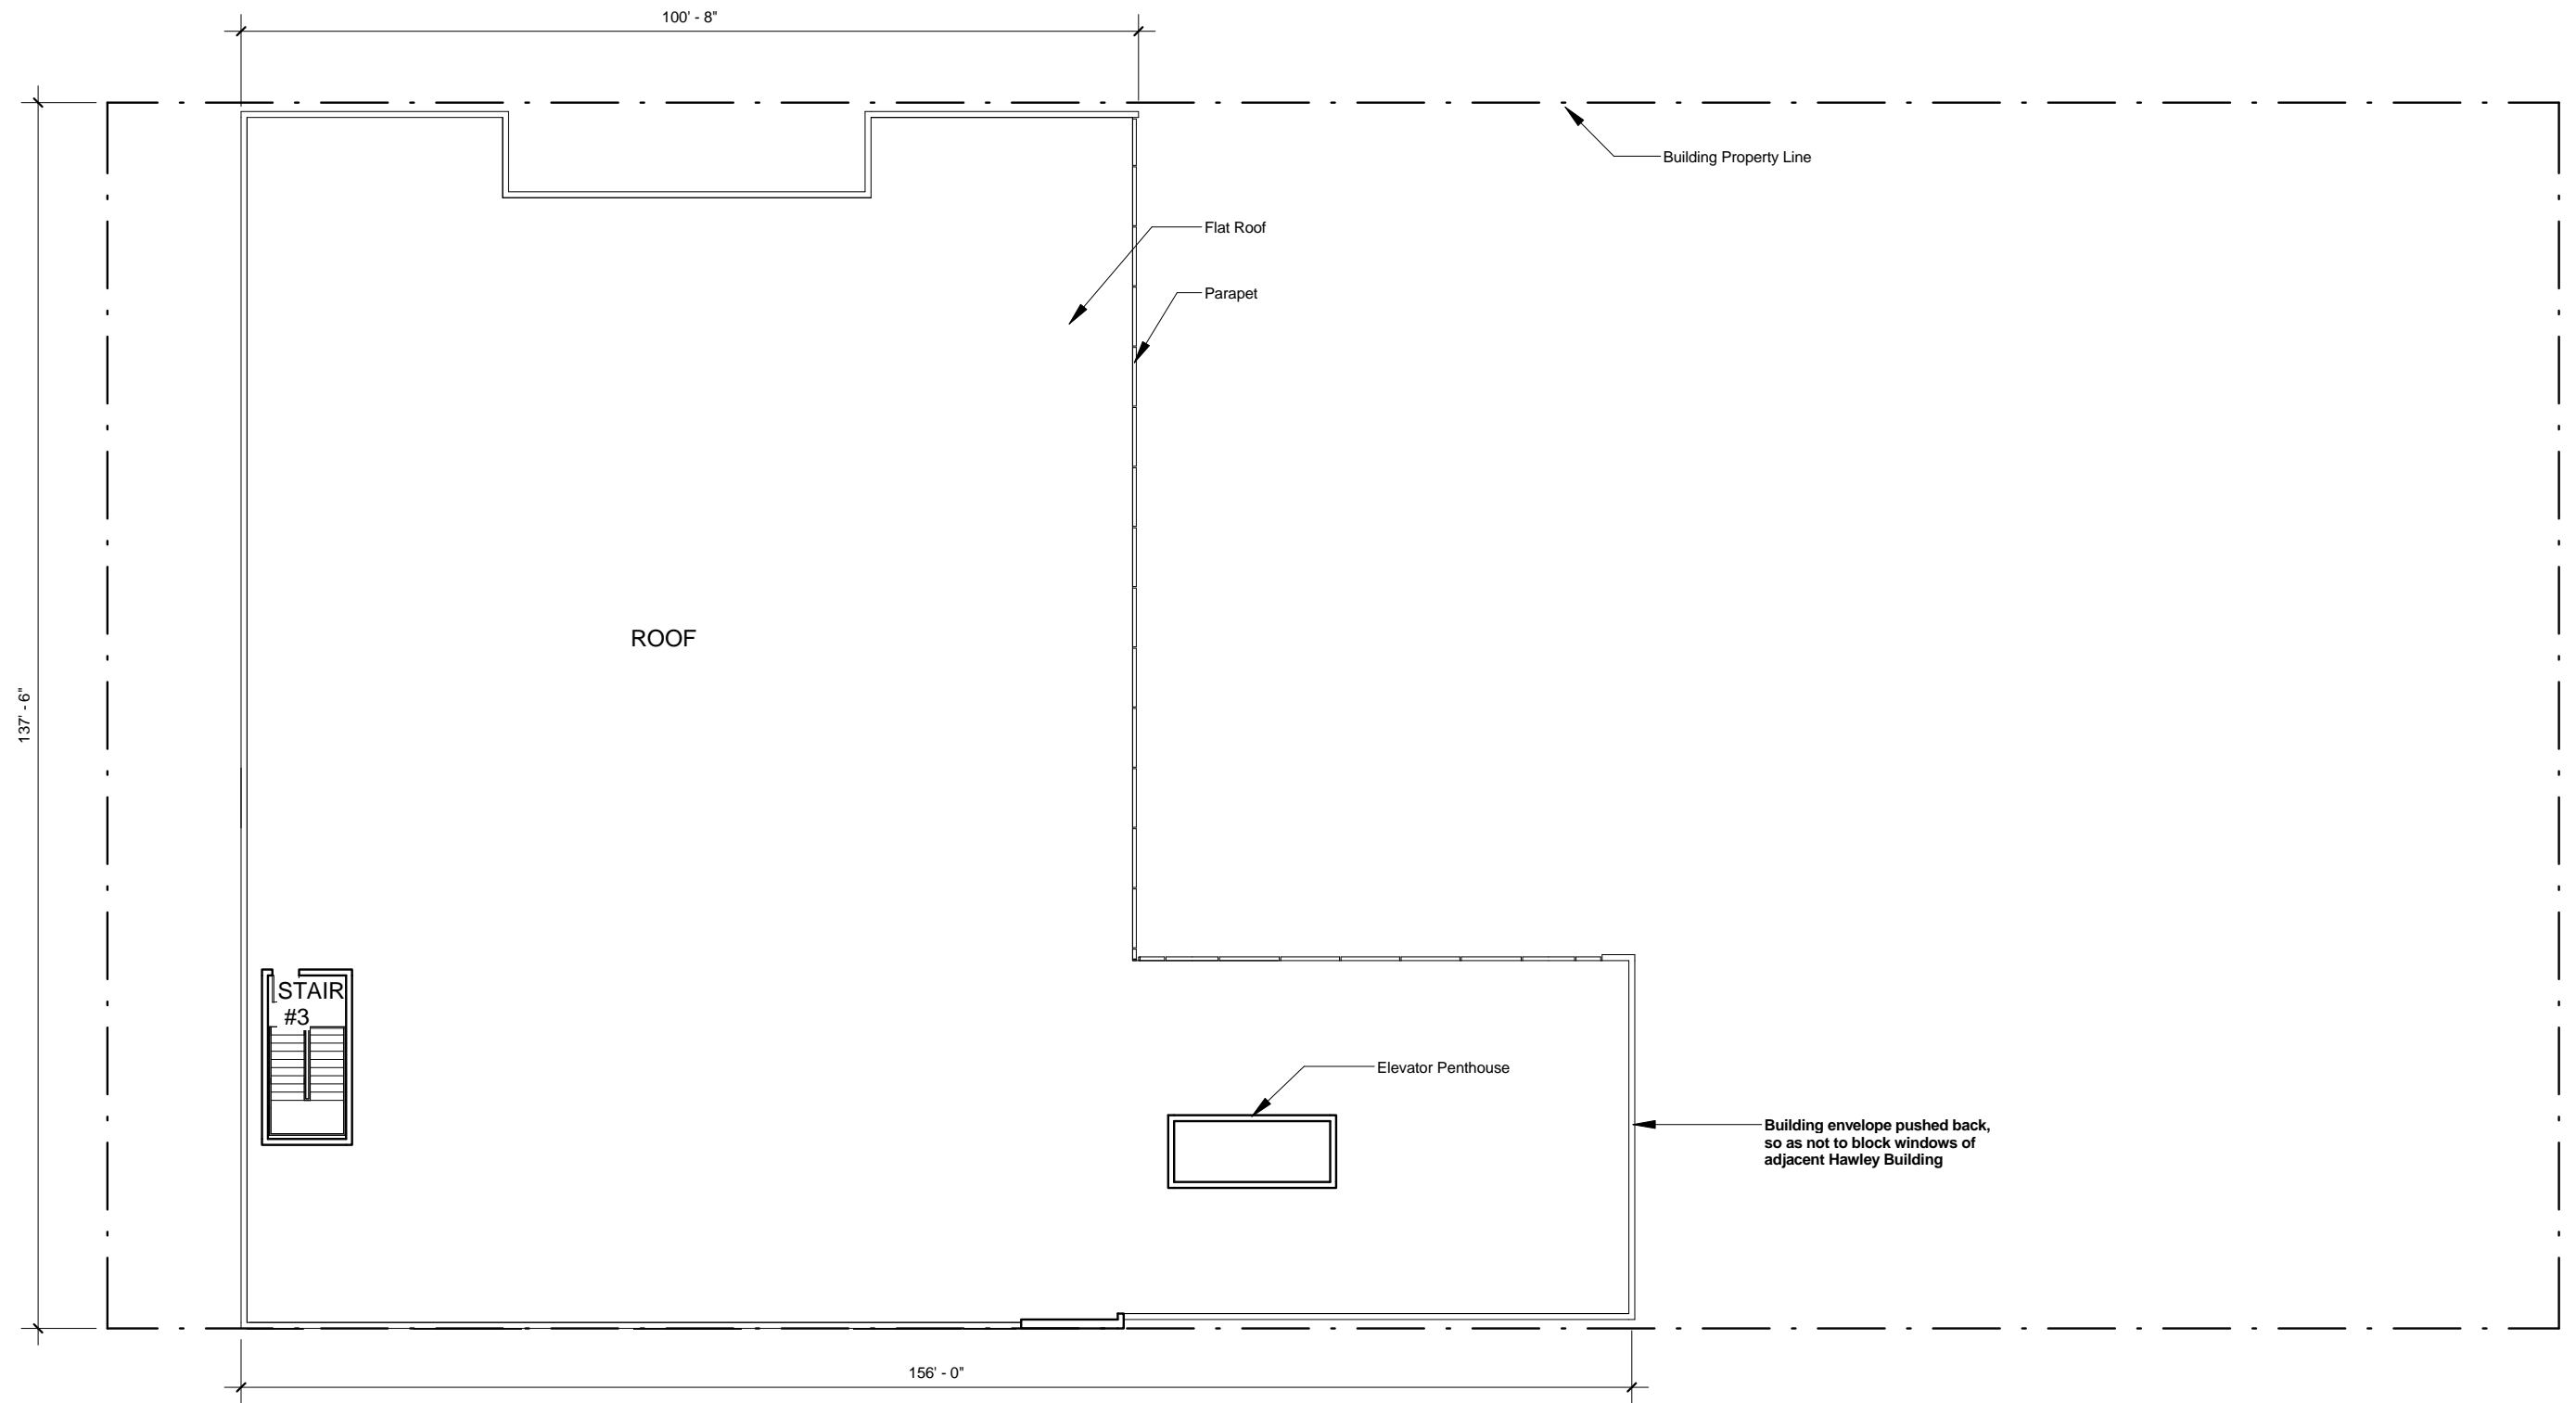 100' - 8"
Building Property Line
Flat Roof
Parapet
ROOF
137' - 6"
STAIR
#3
Elevator Penthouse
Building envelope pushed back,
so as not to block windows of
adjacent Hawley Building
156' - 0"